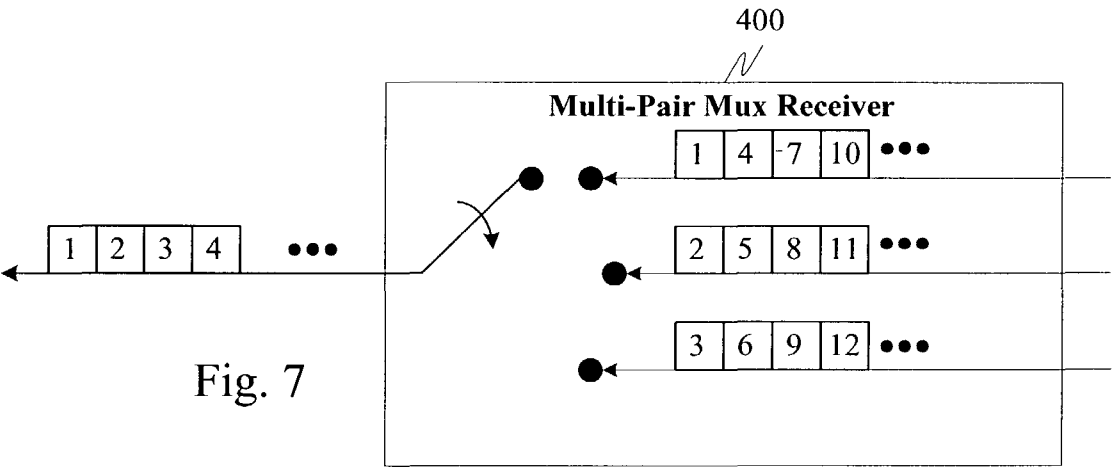 400
Multi-Pair Mux Receiver
1 4 -7 10 •••
1 2 3 4 •••
2 5 8 11 •••
3 6 9 12 •••
Fig. 7